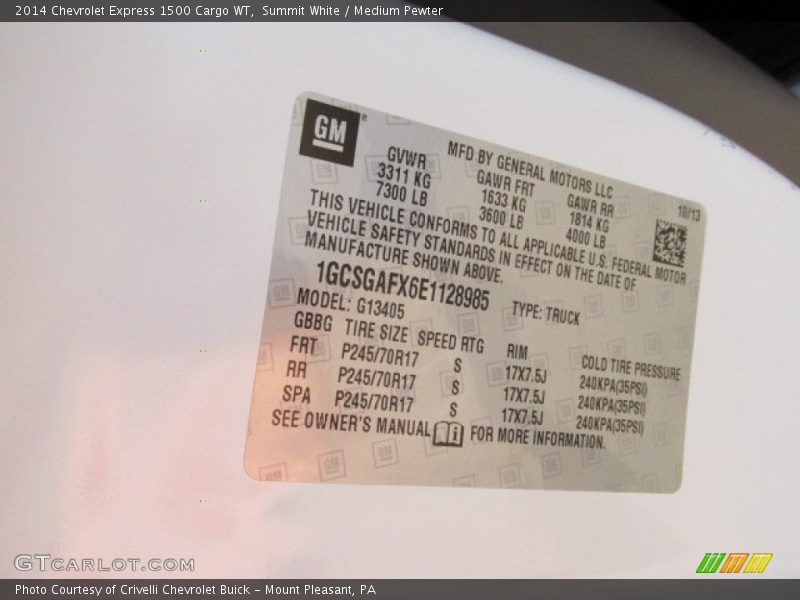 2014 Chevrolet Express 1500 Cargo WT, Summit White / Medium Pewter
GM
MFD BY GENERAL MOTORS LLC
GVWR GAWR FRT GAWR RR 10/13
3311 KG 1633 KG 1814 KG
7300 LB 3600 LB 4000 LB
THIS VEHICLE CONFORMS TO ALL APPLICABLE U.S. FEDERAL MOTOR
VEHICLE SAFETY STANDARDS IN EFFECT ON THE DATE OF
MANUFACTURE SHOWN ABOVE.
1GCSGAFX6E1128985 TYPE: TRUCK
MODEL: G13405
GBBG TIRE SIZE SPEED RTG RIM COLD TIRE PRESSURE
FRT P245/70R17 S 17X7.5J 240KPA(35PSI)
RR P245/70R17 S 17X7.5J 240KPA(35PSI)
SPA P245/70R17 S 17X7.5J 240KPA(35PSI)
SEE OWNER'S MANUAL FOR MORE INFORMATION.
GTCARLOT.COM
Photo Courtesy of Crivelli Chevrolet Buick – Mount Pleasant, PA